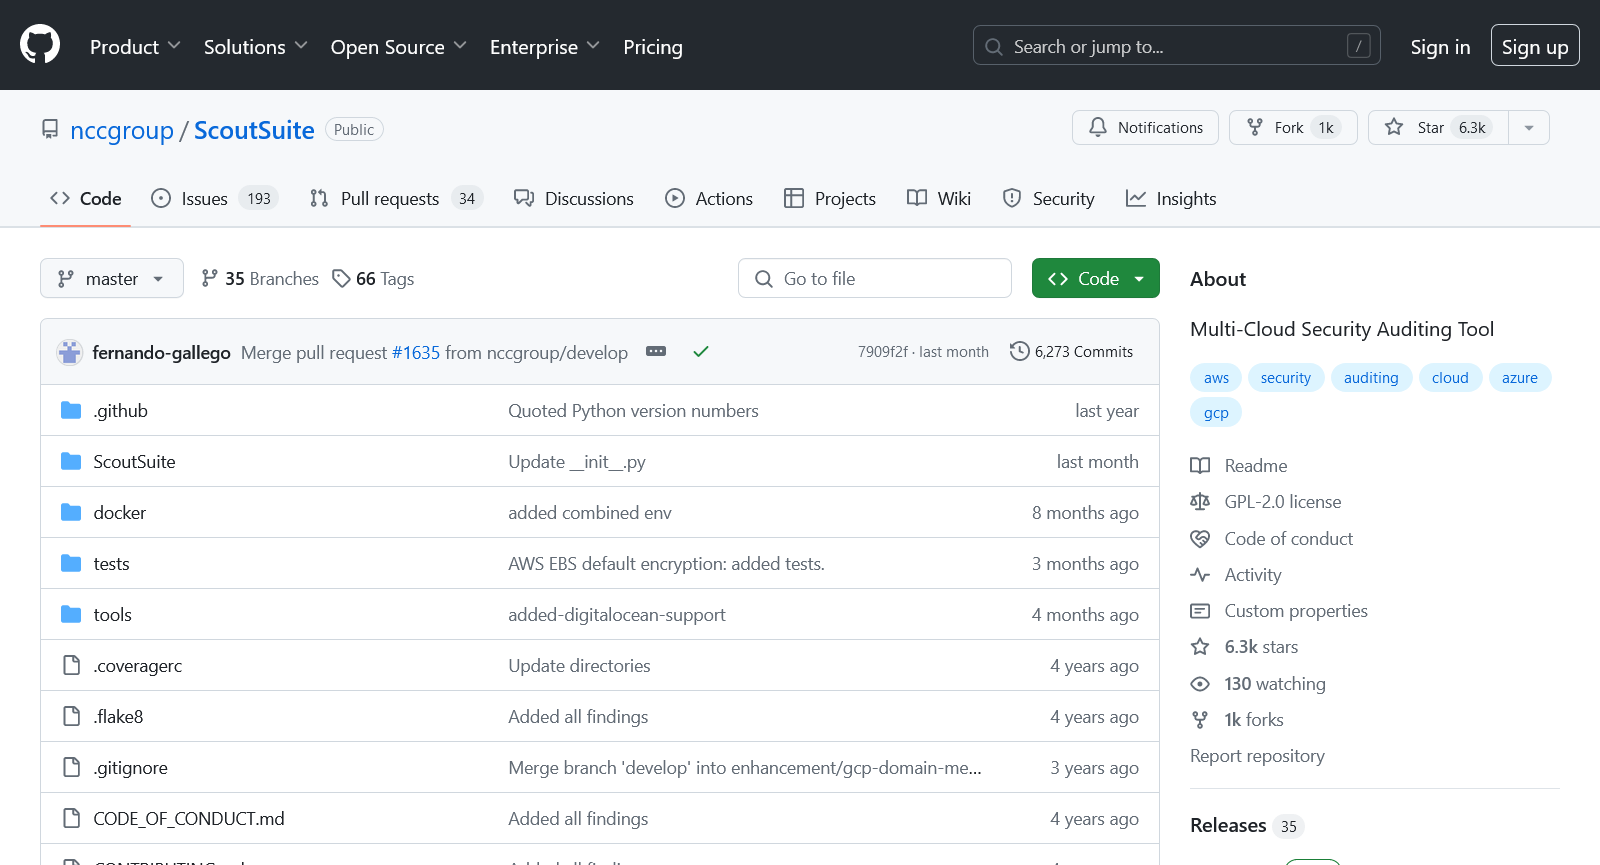 Product Solutions Open Source Enterprise Pricing Search or jump to... / Sign in Sign up
nccgroup / ScoutSuite Public Notifications Fork 1k Star 6.3k
Code Issues 193 Pull requests 34 Discussions Actions Projects Wiki Security Insights
master 35 Branches 66 Tags Go to file Code
fernando-gallego Merge pull request #1635 from nccgroup/develop 7909f2f · last month 6,273 Commits
.github Quoted Python version numbers last year
ScoutSuite Update __init__.py last month
docker added combined env 8 months ago
tests AWS EBS default encryption: added tests. 3 months ago
tools added-digitalocean-support 4 months ago
.coveragerc Update directories 4 years ago
.flake8 Added all findings 4 years ago
.gitignore Merge branch 'develop' into enhancement/gcp-domain-me... 3 years ago
CODE_OF_CONDUCT.md Added all findings 4 years ago
About
Multi-Cloud Security Auditing Tool
aws security auditing cloud azure
gcp
Readme
GPL-2.0 license
Code of conduct
Activity
Custom properties
6.3k stars
130 watching
1k forks
Report repository
Releases 35